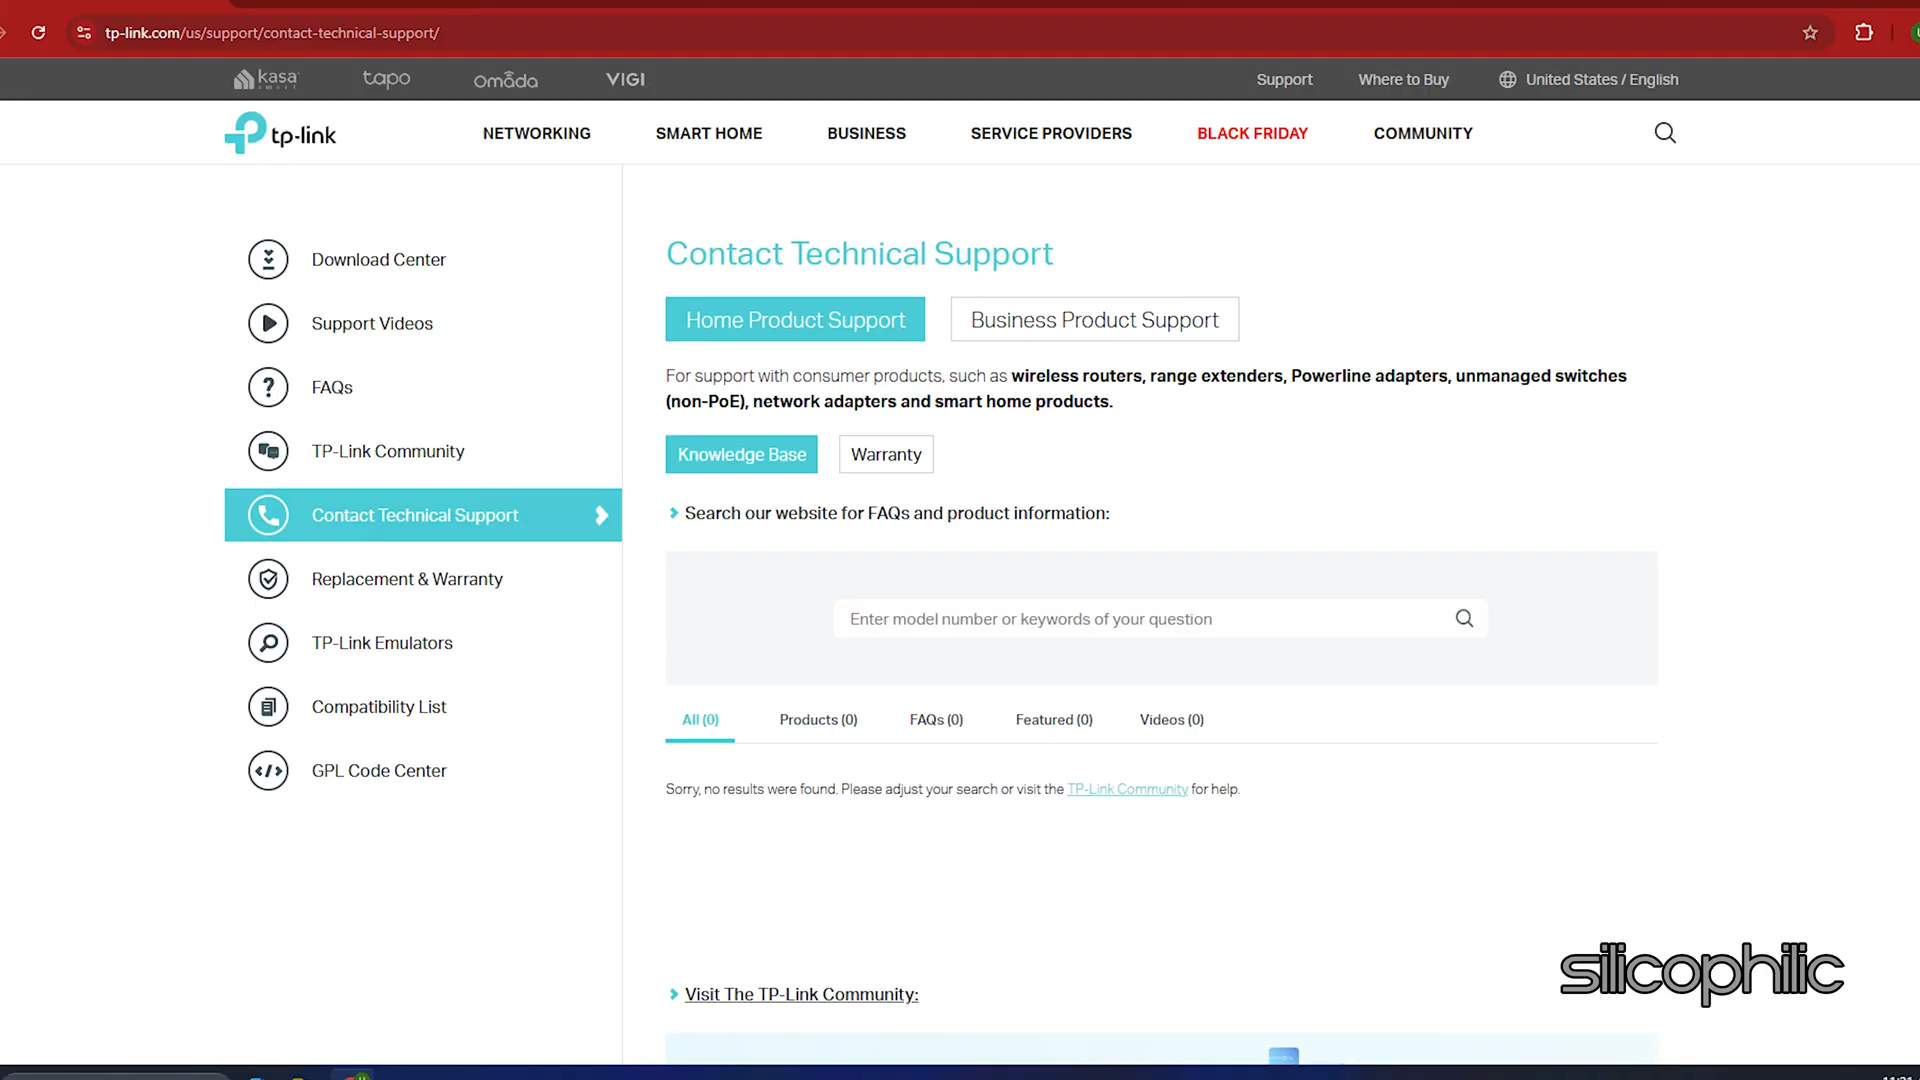 tp-link.com/us/support/contact-technical-support/
kasa
smart
tapo
omada
VIGI
Support
Where to Buy
United States / English
tp-link
NETWORKING
SMART HOME
BUSINESS
SERVICE PROVIDERS
BLACK FRIDAY
COMMUNITY
Download Center
Support Videos
FAQs
TP-Link Community
Contact Technical Support
Replacement & Warranty
TP-Link Emulators
Compatibility List
GPL Code Center
Contact Technical Support
Home Product Support
Business Product Support
For support with consumer products, such as wireless routers, range extenders, Powerline adapters, unmanaged switches
(non-PoE), network adapters and smart home products.
Knowledge Base
Warranty
Search our website for FAQs and product information:
Enter model number or keywords of your question
All (0)
Products (0)
FAQs (0)
Featured (0)
Videos (0)
Sorry, no results were found. Please adjust your search or visit the TP-Link Community for help.
Visit The TP-Link Community:
silicophilic